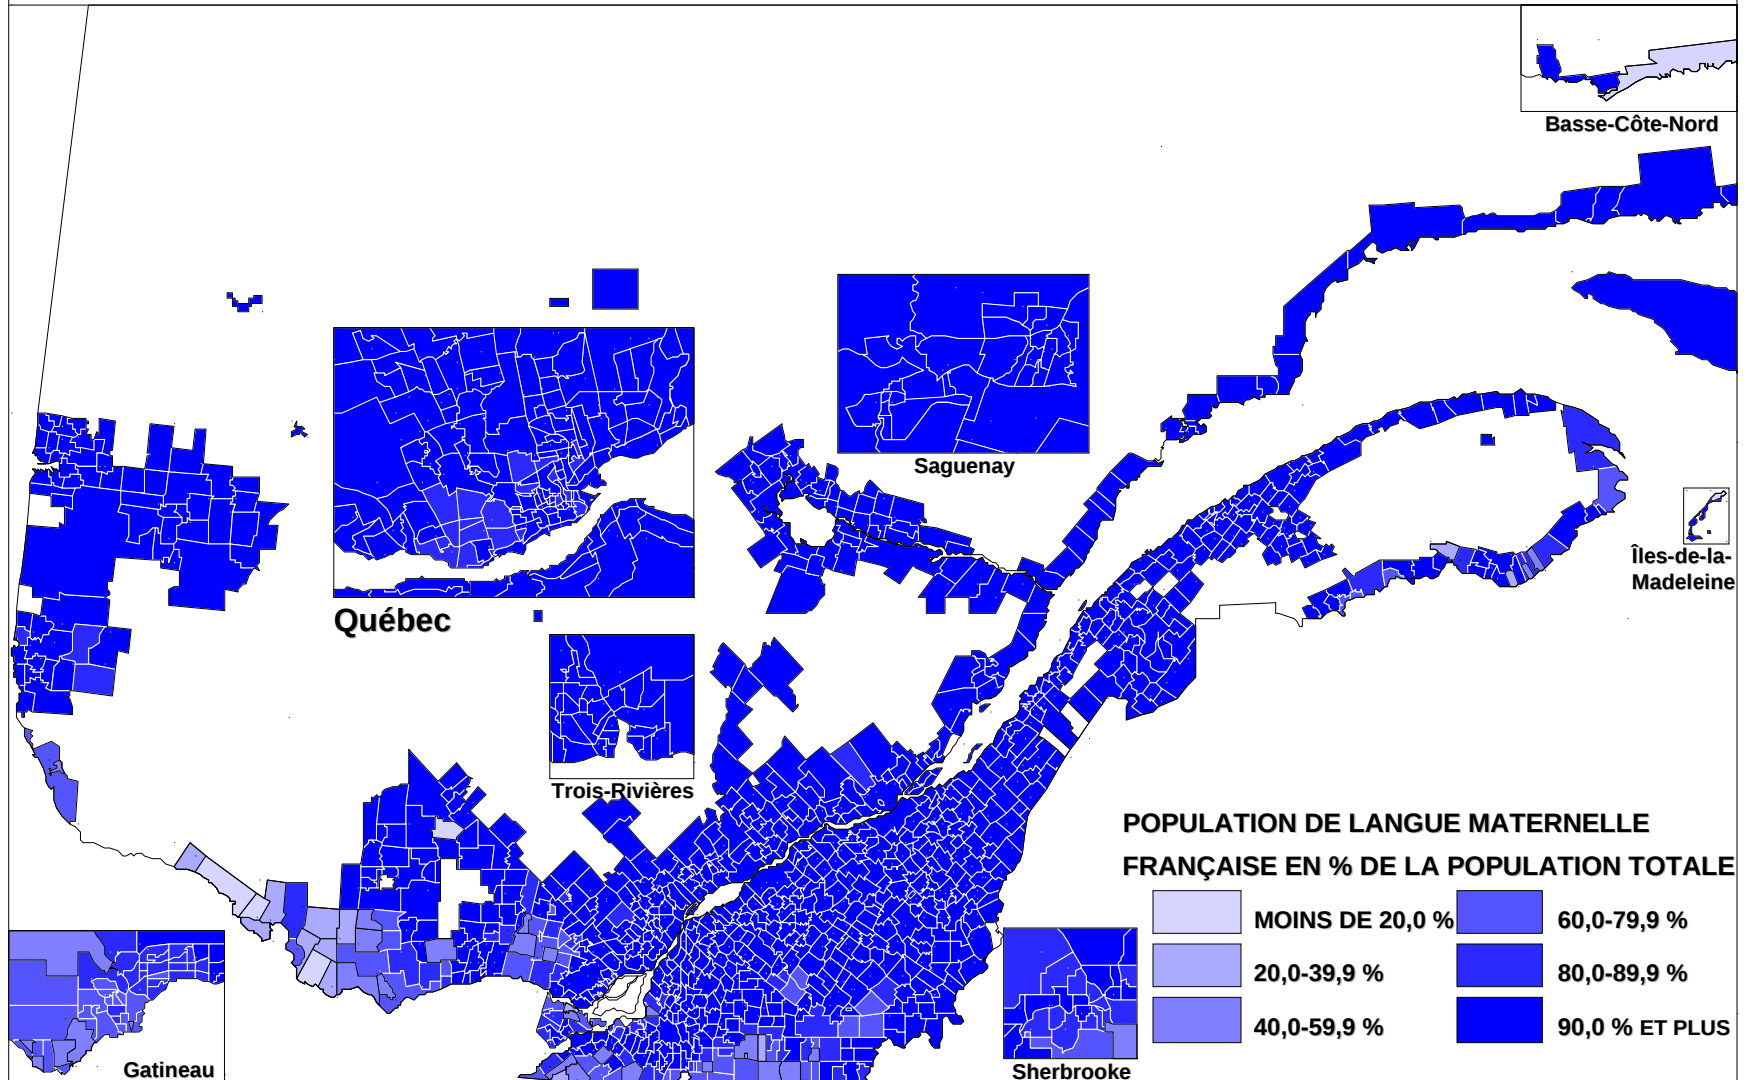 Basse-Côte-Nord
Saguenay
Îles-de-la-
Madeleine
Québec
Trois-Rivières
POPULATION DE LANGUE MATERNELLE
FRANÇAISE EN % DE LA POPULATION TOTALE
MOINS DE 20,0 %
60,0-79,9 %
20,0-39,9 %
80,0-89,9 %
40,0-59,9 %
90,0 % ET PLUS
Gatineau
Sherbrooke